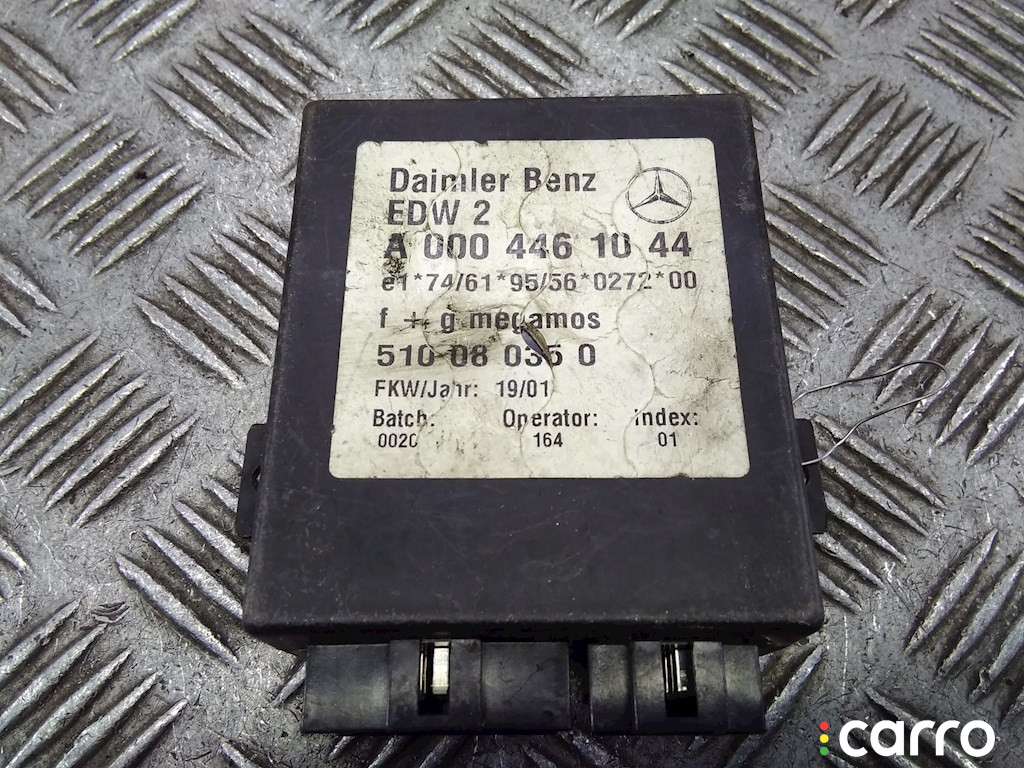 Daimler Benz
EDW 2
A 000 446 10 44
e1*74/61*95/56*0272*00
f + g megamos
510 08 035 0
FKW/Jahr: 19/01
Batch: Operator: Index:
0020 164 01
carro